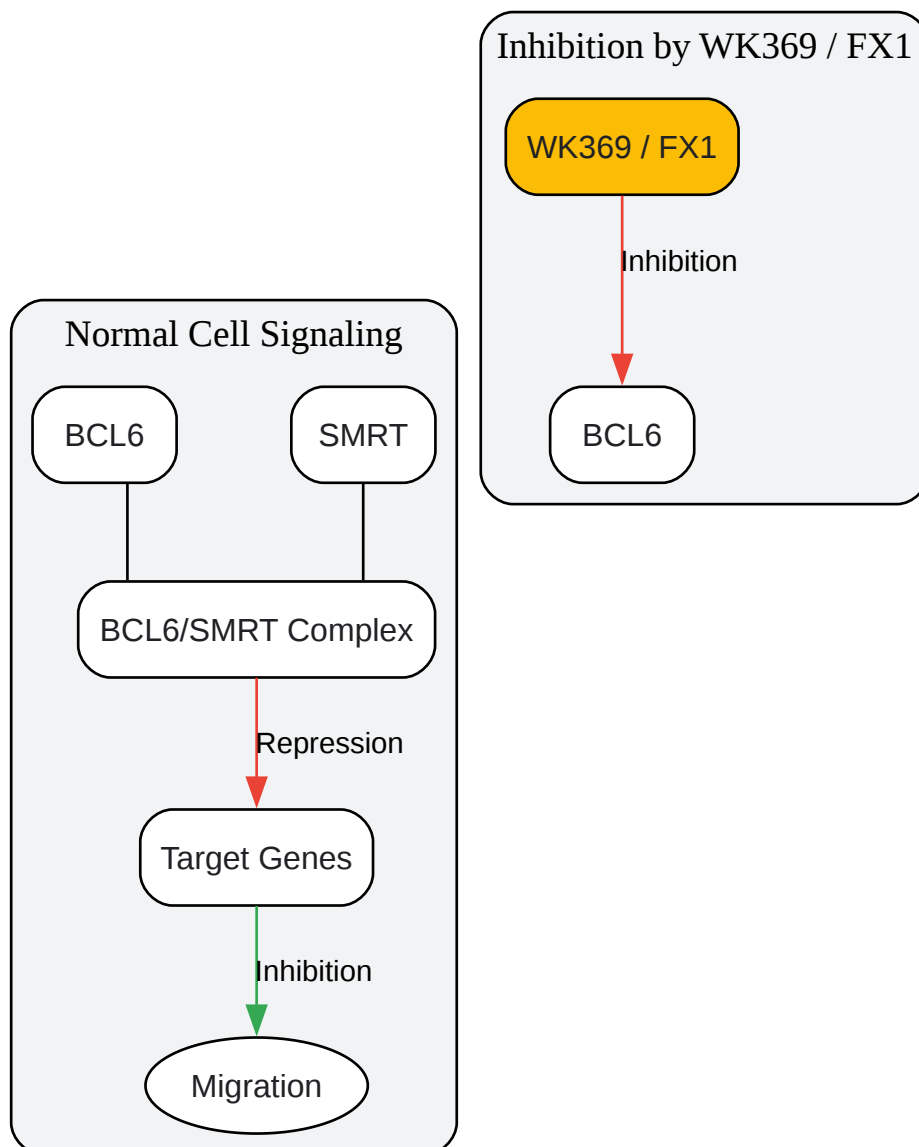 Inhibition by WK369 / FX1
WK369 / FX1
Inhibition
BCL6
Normal Cell Signaling
BCL6
SMRT
BCL6/SMRT Complex
Repression
Target Genes
Inhibition
Migration